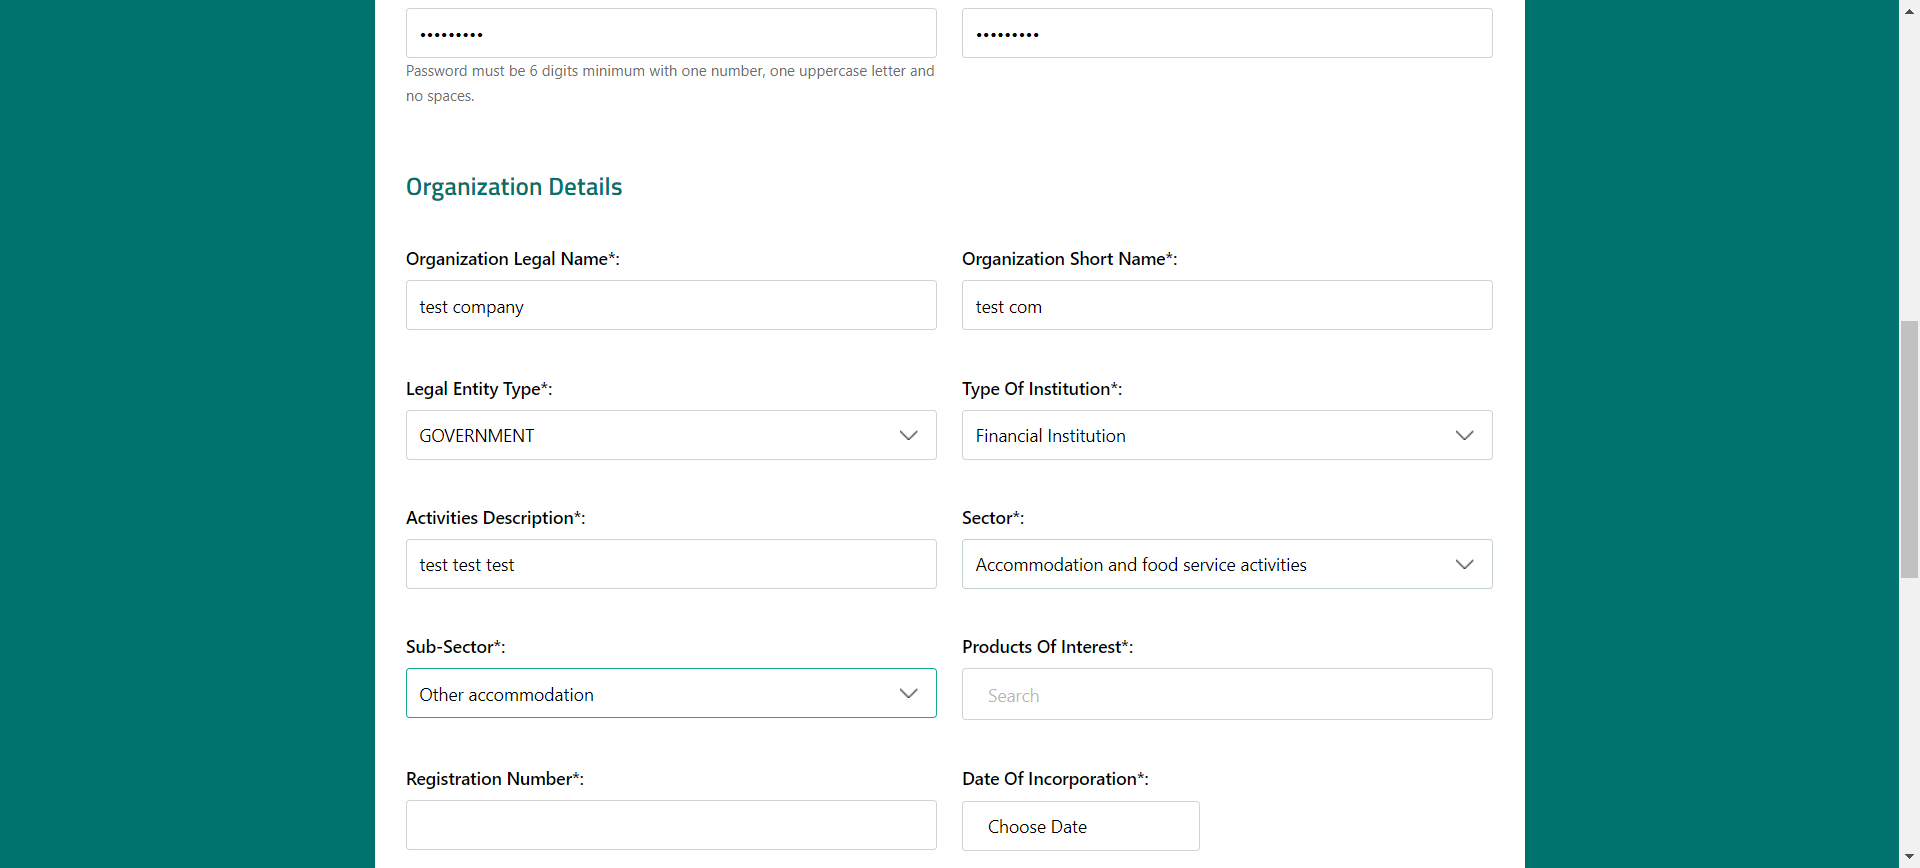 •••••••••
•••••••••
Password must be 6 digits minimum with one number, one uppercase letter and
no spaces.
Organization Details
Organization Legal Name*:
Organization Short Name*:
test company
test com
Legal Entity Type*:
Type Of Institution*:
GOVERNMENT
Financial Institution
Activities Description*:
Sector*:
test test test
Accommodation and food service activities
Sub-Sector*:
Products Of Interest*:
Other accommodation
Search
Registration Number*:
Date Of Incorporation*:
Choose Date